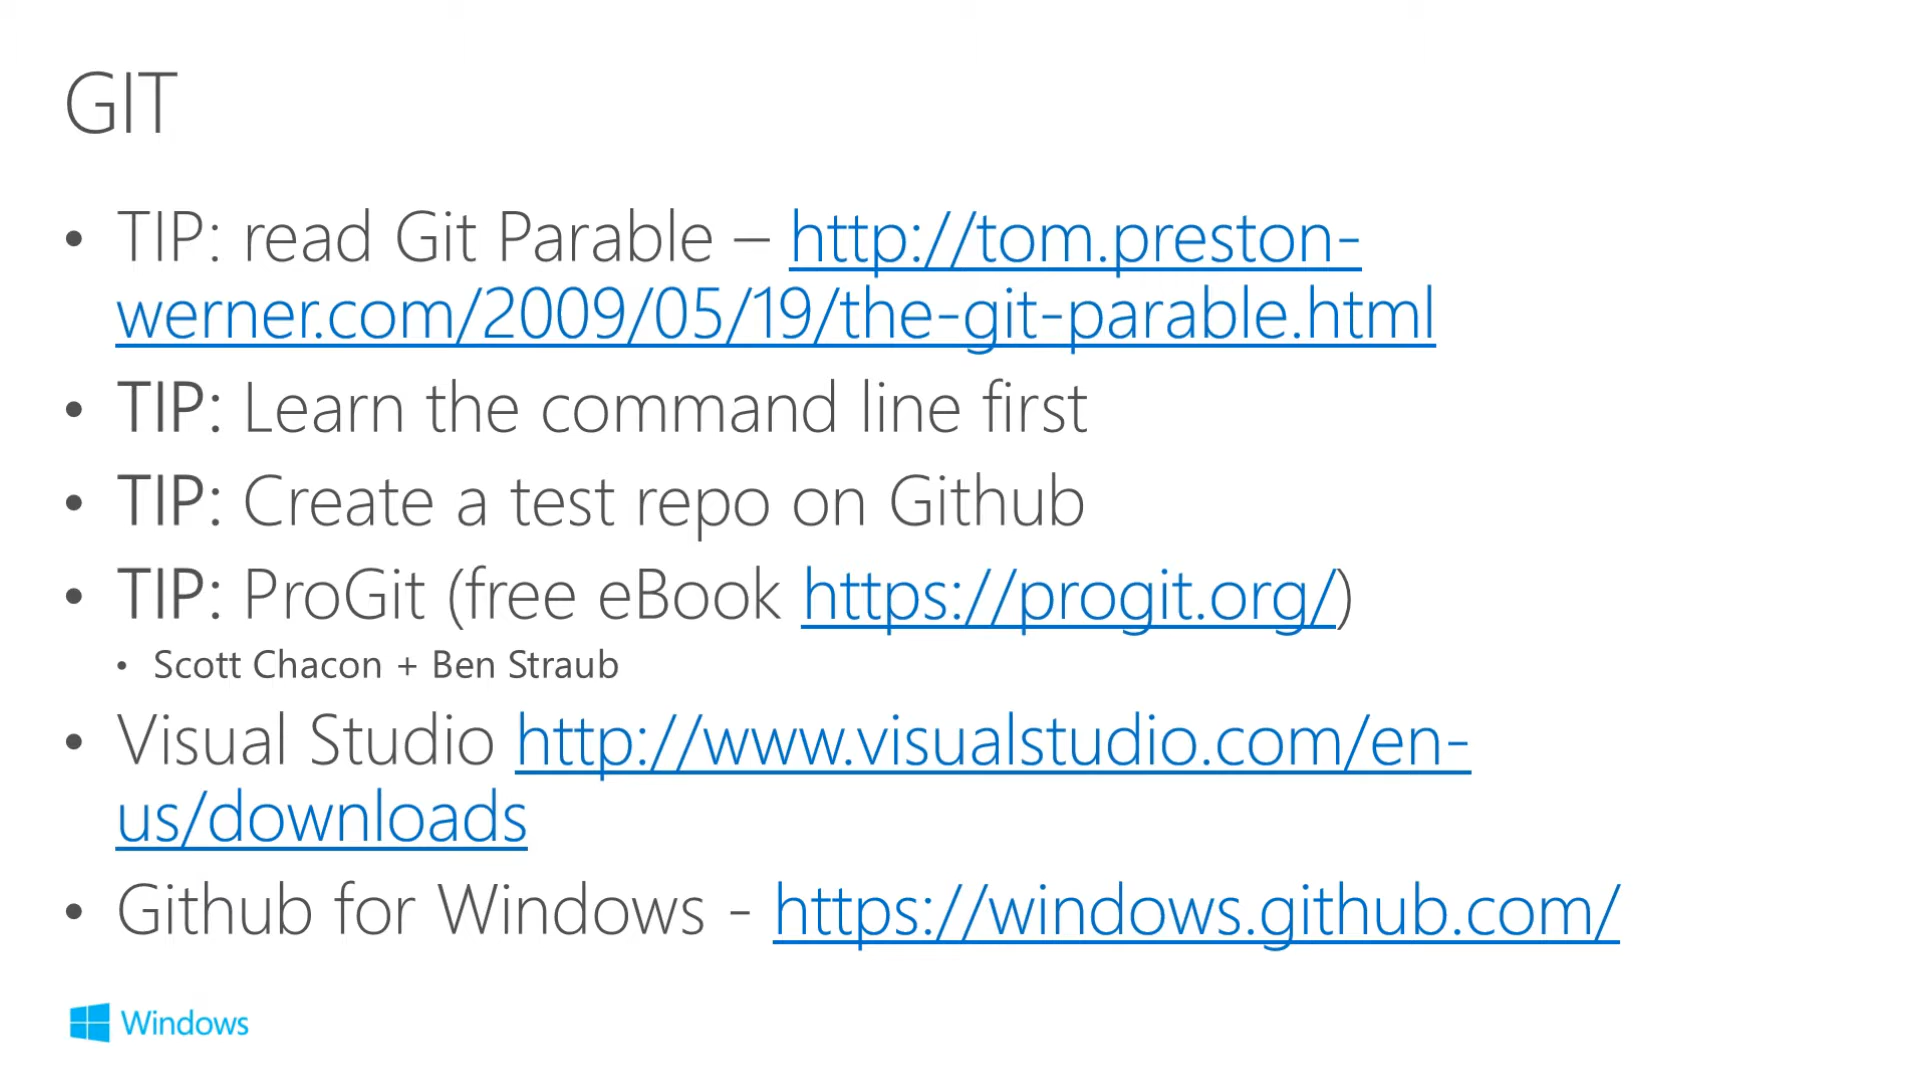 GIT
• TIP: read Git Parable – http://tom.preston-
werner.com/2009/05/19/the-git-parable.html
• TIP: Learn the command line first
• TIP: Create a test repo on Github
• TIP: ProGit (free eBook https://progit.org/)
• Scott Chacon + Ben Straub
• Visual Studio http://www.visualstudio.com/en-
us/downloads
• Github for Windows - https://windows.github.com/
Windows